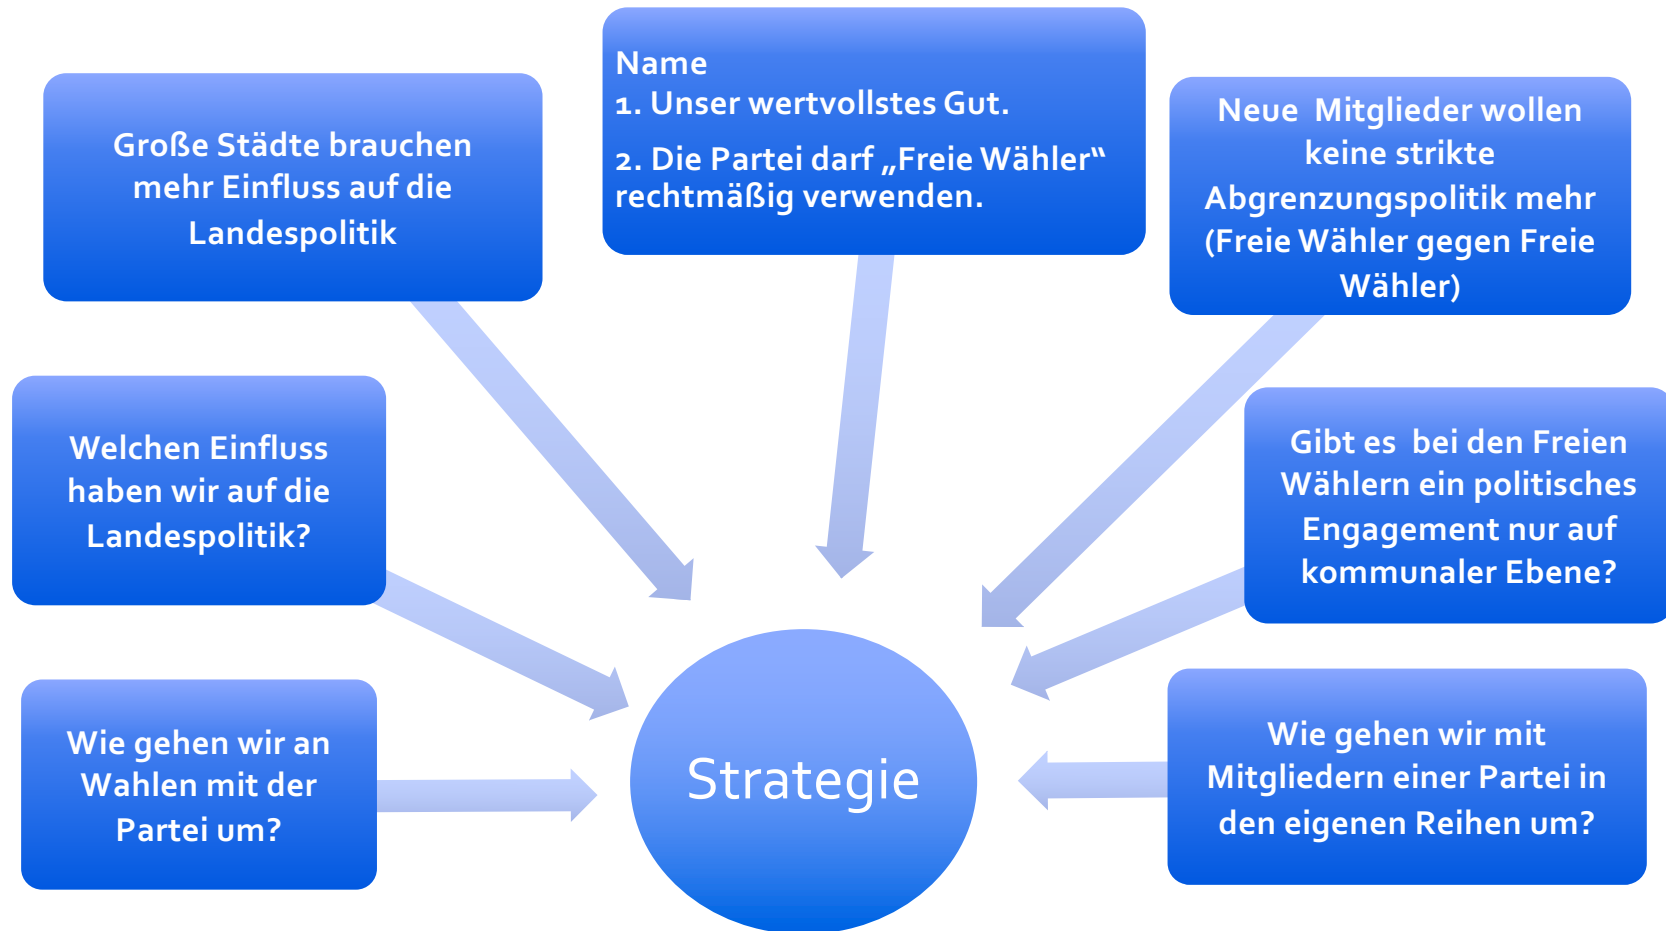 Name
1. Unser wertvollstes Gut.
2. Die Partei darf „Freie Wähler“
rechtmäßig verwenden.
Große Städte brauchen
mehr Einfluss auf die
Landespolitik
Neue  Mitglieder wollen
keine strikte
Abgrenzungspolitik mehr
(Freie Wähler gegen Freie
Wähler)
Welchen Einfluss
haben wir auf die
Landespolitik?
Gibt es  bei den Freien
Wählern ein politisches
Engagement nur auf
kommunaler Ebene?
Wie gehen wir an
Wahlen mit der
Partei um?
Strategie
Wie gehen wir mit
Mitgliedern einer Partei in
den eigenen Reihen um?